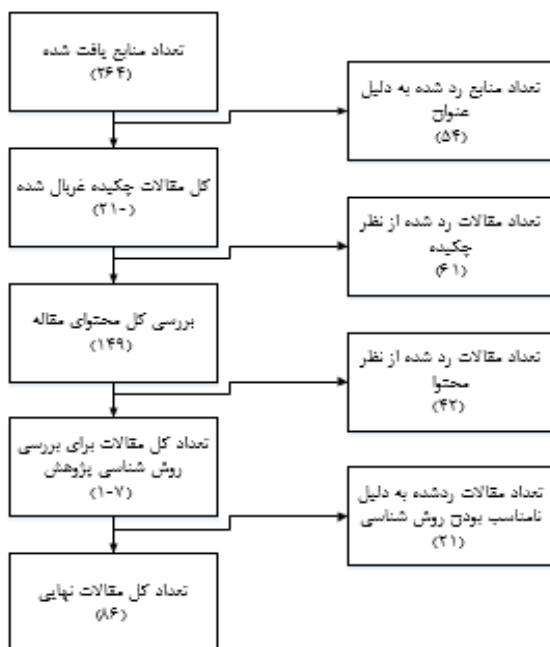 تعداد منابع یافت شده
(۲۶۴)
تعداد منابع رد شده به دلیل
عنوان
(۵۴)
کل مقالات چکیده غربال شده
(۲۱۰)
تعداد مقالات رد شده از نظر
چکیده
(۶۱)
بررسی کل محتوای مقاله
(۱۴۹)
تعداد مقالات رد شده از نظر
محتوا
(۴۲)
تعداد کل مقالات برای بررسی
روش شناسی پژوهش
(۱۰۷)
تعداد مقالات ردشده به دلیل
نامناسب بودن روش شناسی
(۲۱)
تعداد کل مقالات نهایی
(۸۶)